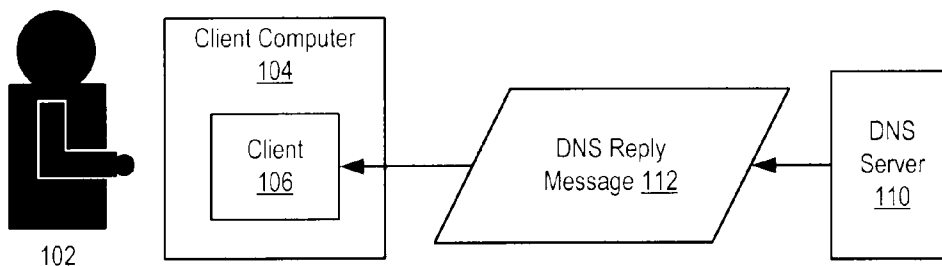 Client Computer
104
Client
106
DNS Reply
Message 112
DNS
Server
110
102